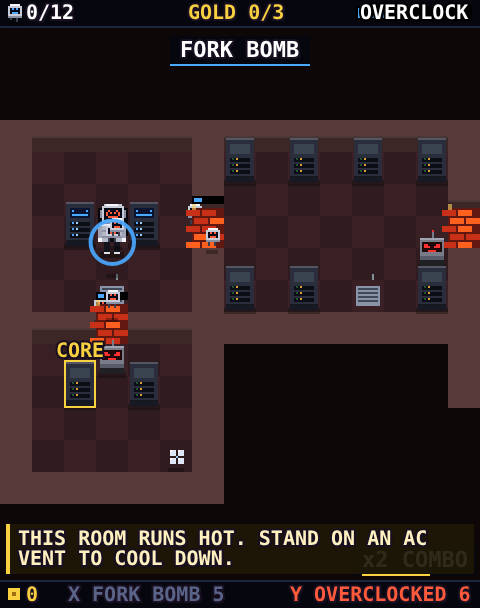 0/12 GOLD 0/3 OVERCLOCK
FORK BOMB
CORE
THIS ROOM RUNS HOT. STAND ON AN AC
VENT TO COOL DOWN.
x2 COMBO
0 X FORK BOMB 5 Y OVERCLOCKED 6